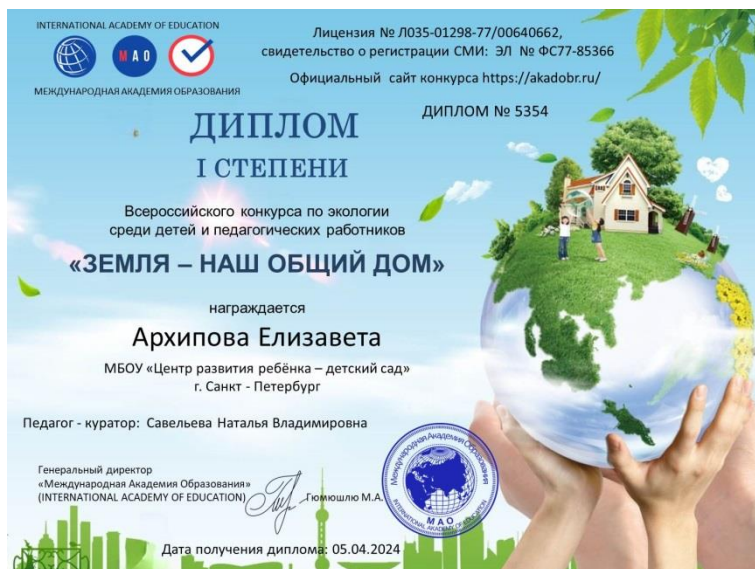 INTERNATIONAL ACADEMY OF EDUCATION
МАО
МЕЖДУНАРОДНАЯ АКАДЕМИЯ ОБРАЗОВАНИЯ
Лицензия № Л035-01298-77/00640662,
свидетельство о регистрации СМИ: ЭЛ № ФС77-85366
Официальный сайт конкурса https://akadobr.ru/
ДИПЛОМ № 5354
ДИПЛОМ
I СТЕПЕНИ
Всероссийского конкурса по экологии
среди детей и педагогических работников
«ЗЕМЛЯ – НАШ ОБЩИЙ ДОМ»
награждается
Архипова Елизавета
МБОУ «Центр развития ребёнка – детский сад»
г. Санкт - Петербург
Педагог - куратор: Савельева Наталья Владимировна
Генеральный директор
«Международная Академия Образования»
(INTERNATIONAL ACADEMY OF EDUCATION) Гюмюшлю М.А.
Международная Академия Образования
МАО
INTERNATIONAL ACADEMY OF EDUCATION
Дата получения диплома: 05.04.2024